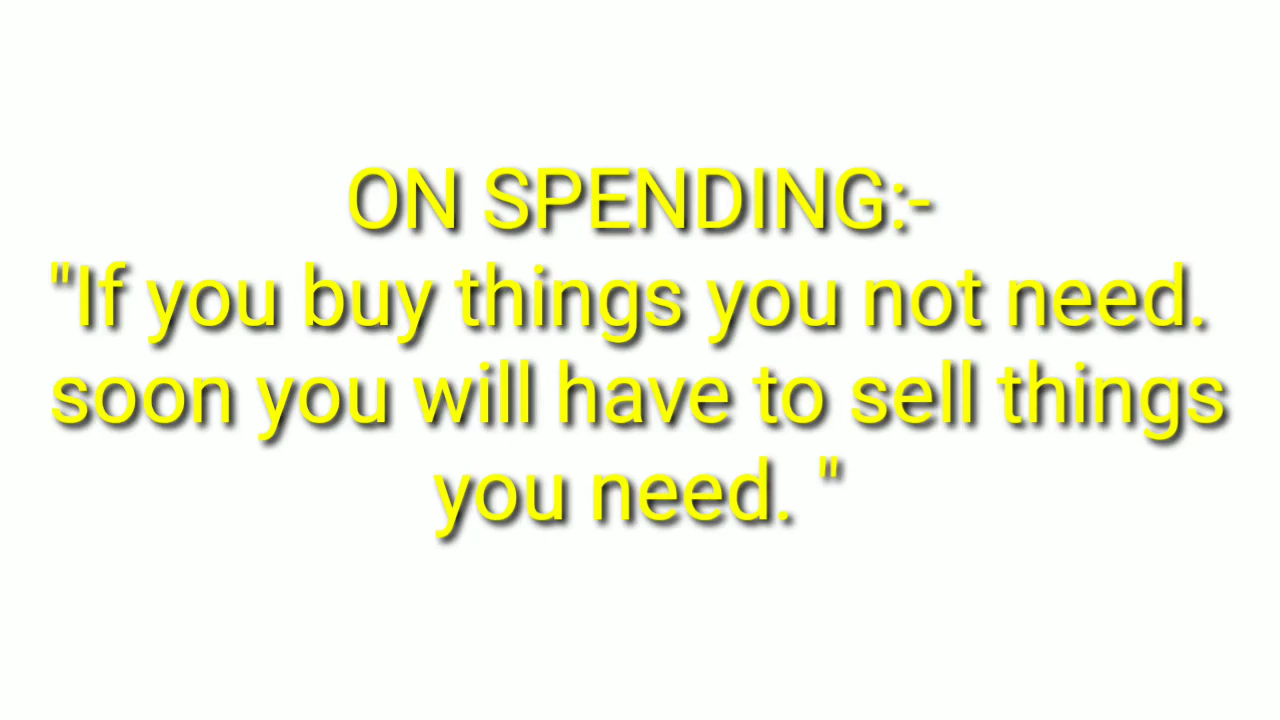 ON SPENDING:-
"If you buy things you not need.
soon you will have to sell things
you need. "